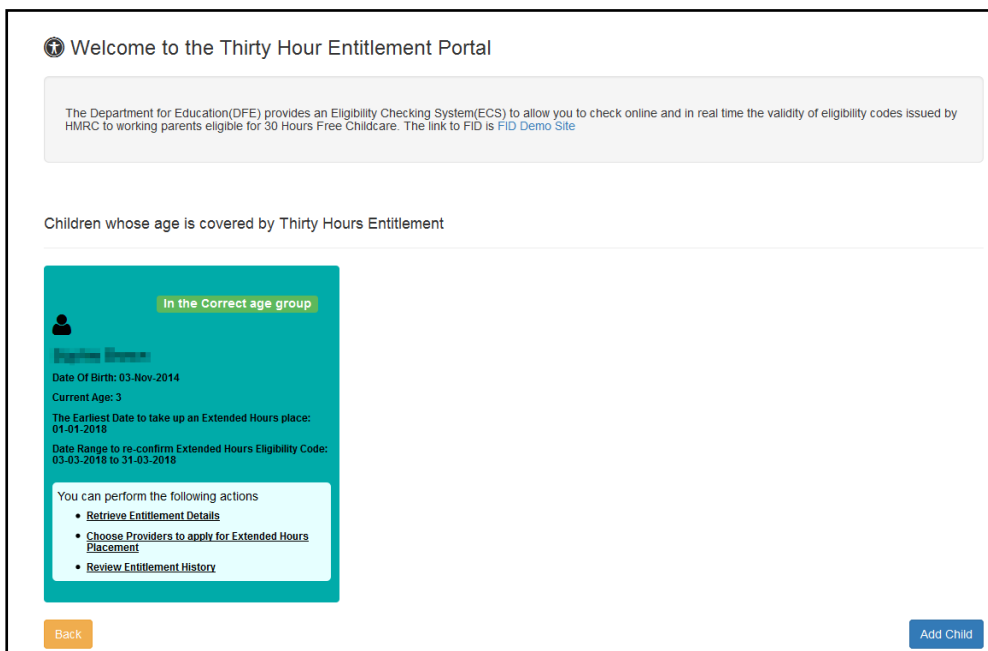 Welcome to the Thirty Hour Entitlement Portal
The Department for Education(DFE) provides an Eligibility Checking System(ECS) to allow you to check online and in real time the validity of eligibility codes issued by
HMRC to working parents eligible for 30 Hours Free Childcare. The link to FID is FID Demo Site
Children whose age is covered by Thirty Hours Entitlement
In the Correct age group
Date Of Birth: 03-Nov-2014
Current Age: 3
The Earliest Date to take up an Extended Hours place:
01-01-2018
Date Range to re-confirm Extended Hours Eligibility Code:
03-03-2018 to 31-03-2018
You can perform the following actions
Retrieve Entitlement Details
Choose Providers to apply for Extended Hours
Placement
Review Entitlement History
Back
Add Child